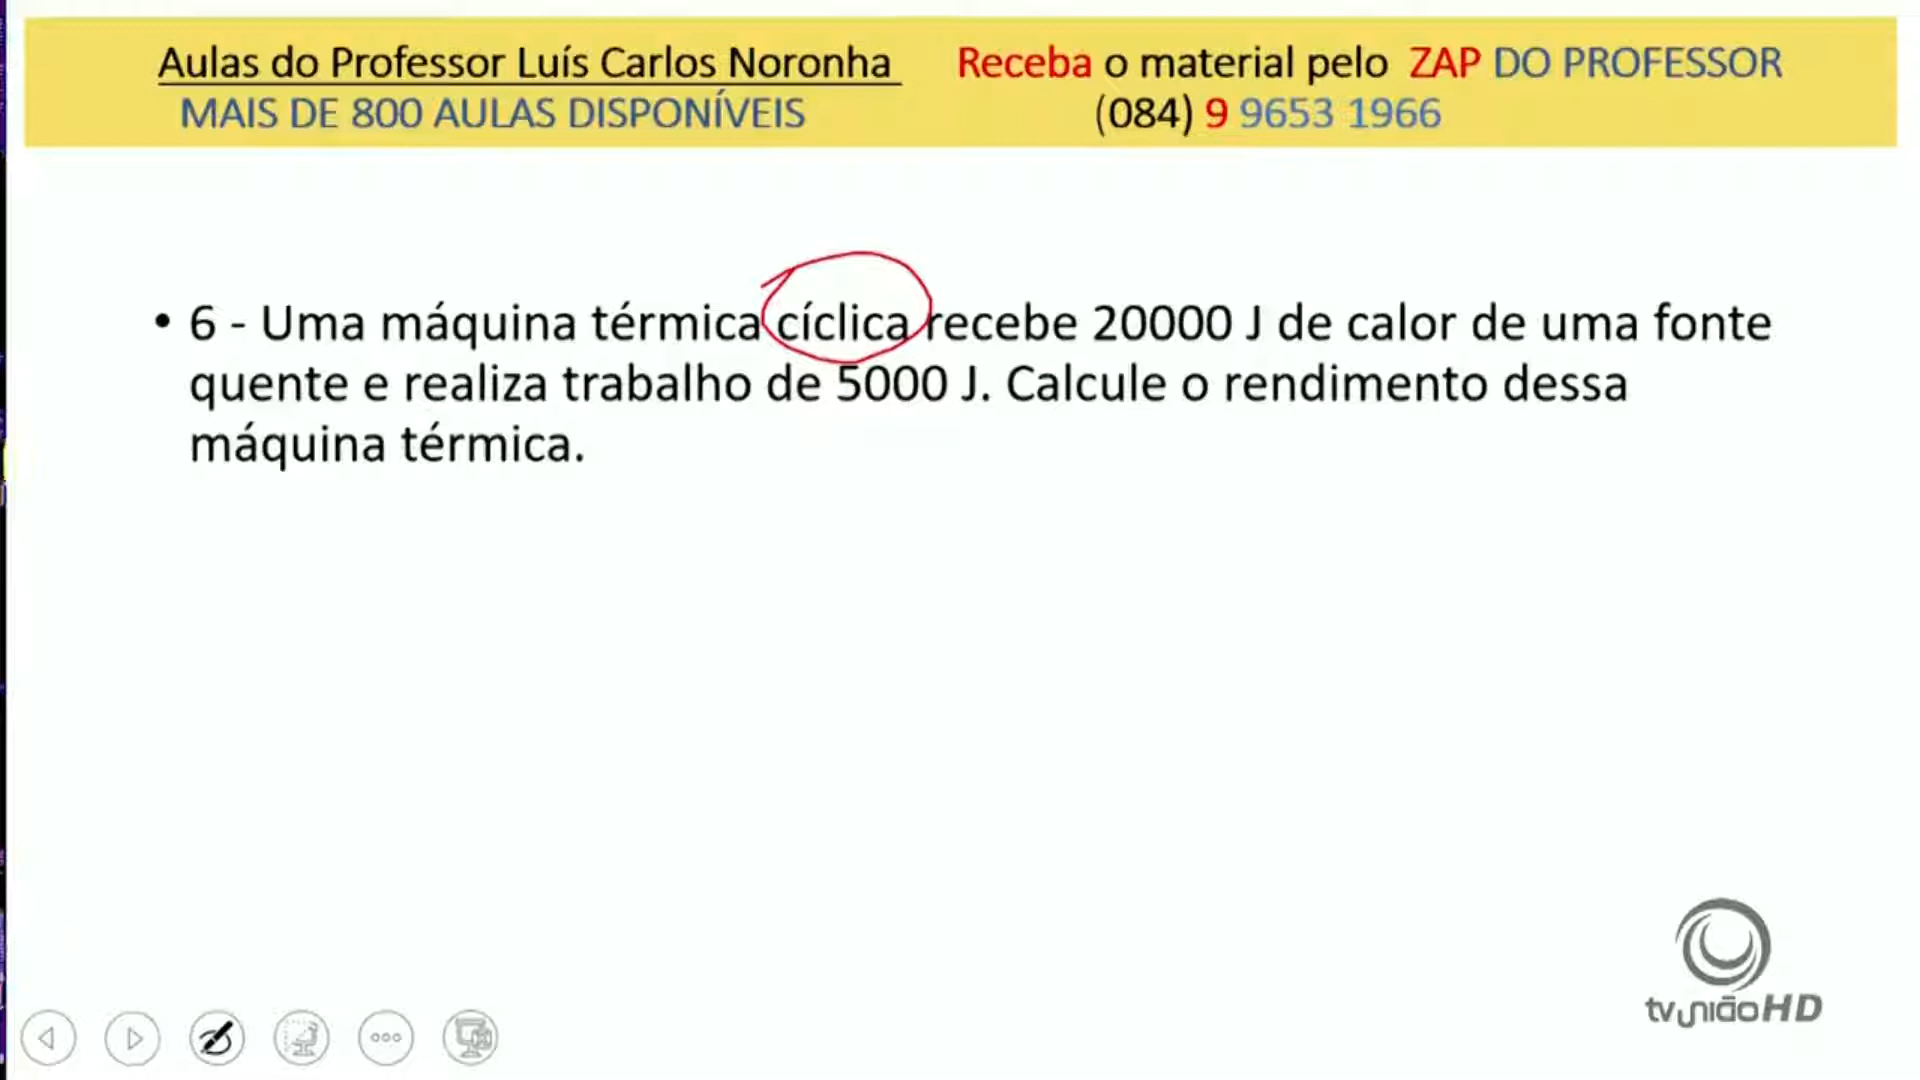 Aulas do Professor Luís Carlos Noronha
MAIS DE 800 AULAS DISPONÍVEIS
Receba o material pelo ZAP DO PROFESSOR
(084) 9 9653 1966
• 6 - Uma máquina térmica cíclica recebe 20000 J de calor de uma fonte
quente e realiza trabalho de 5000 J. Calcule o rendimento dessa
máquina térmica.
tvuniãoHD